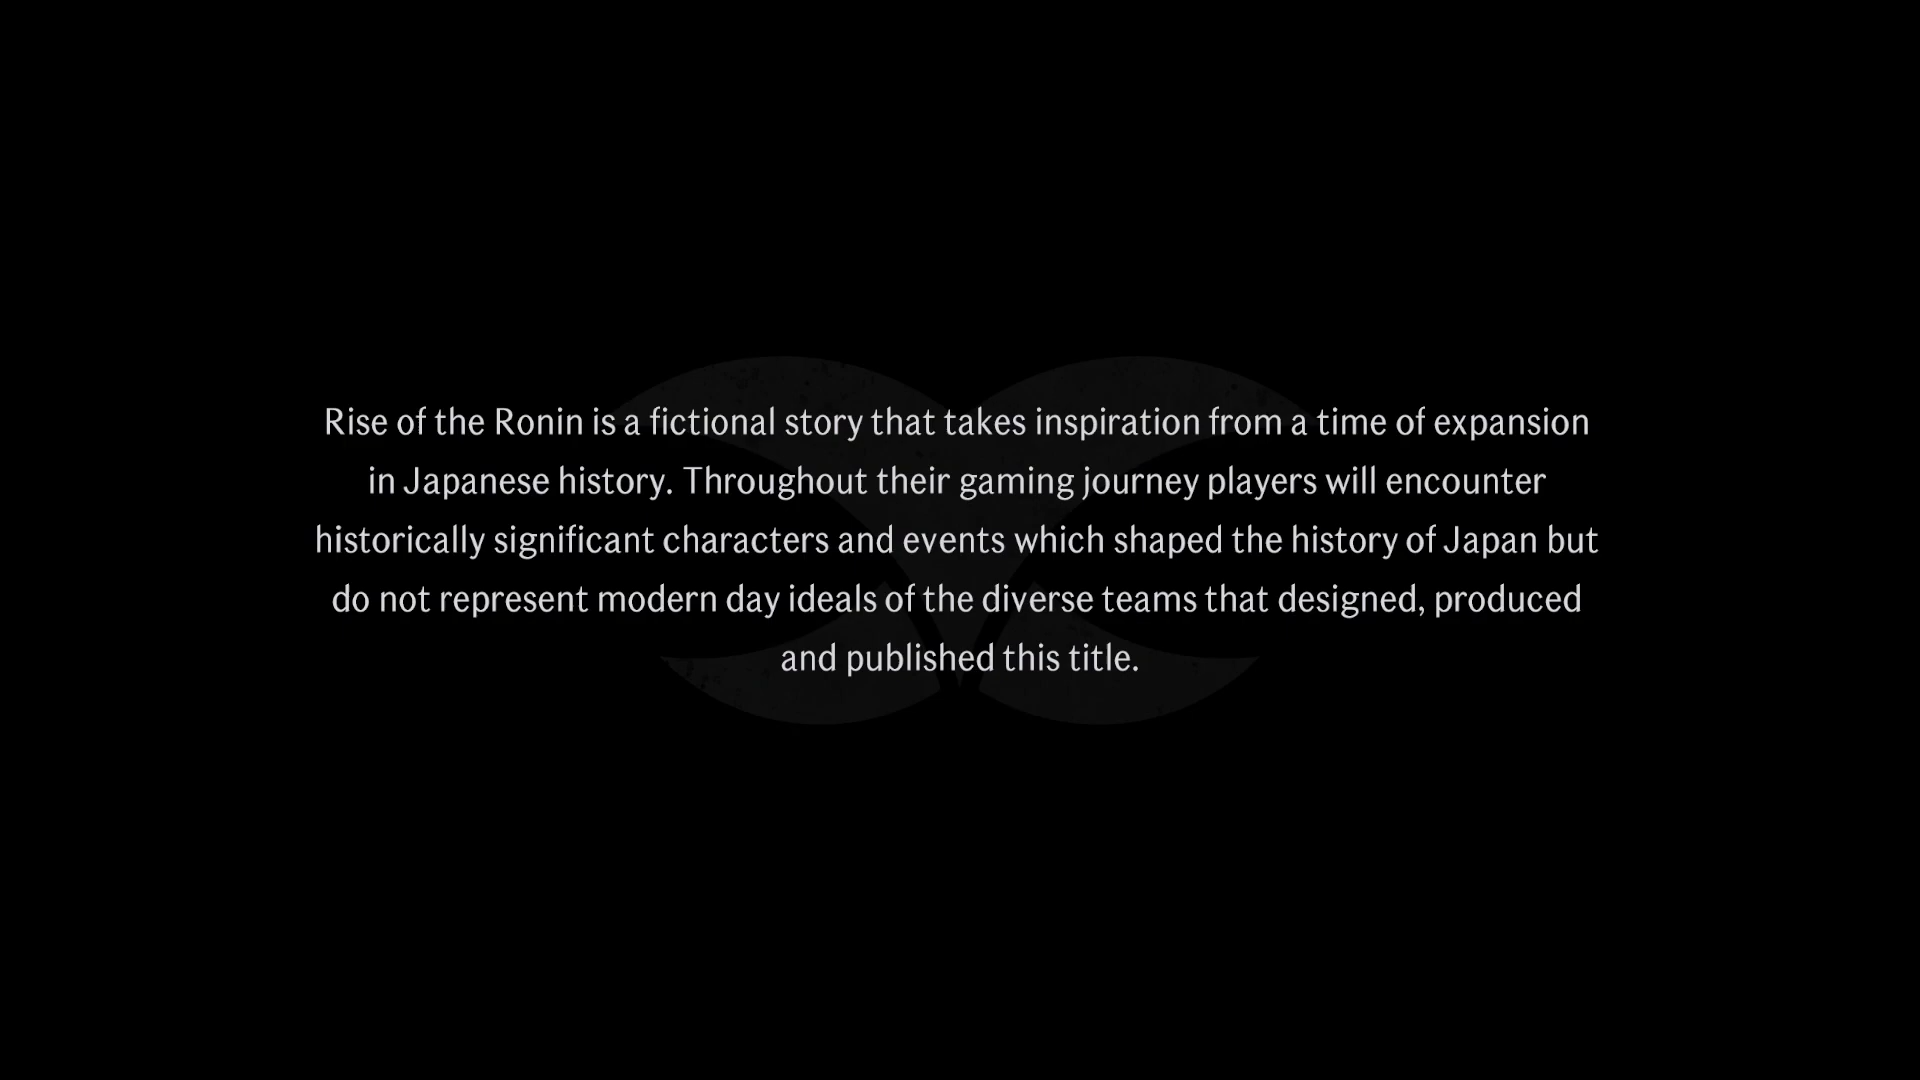 Rise of the Ronin is a fictional story that takes inspiration from a time of expansion
in Japanese history. Throughout their gaming journey players will encounter
historically significant characters and events which shaped the history of Japan but
do not represent modern day ideals of the diverse teams that designed, produced
and published this title.